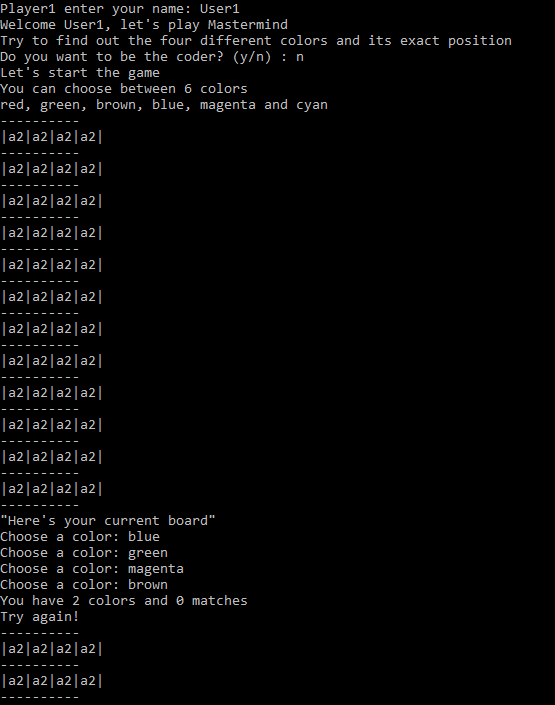 Player1 enter your name: User1
Welcome User1, let's play Mastermind
Try to find out the four different colors and its exact position
Do you want to be the coder? (y/n) : n
Let's start the game
You can choose between 6 colors
red, green, brown, blue, magenta and cyan
----------
|a2|a2|a2|a2|
----------
|a2|a2|a2|a2|
----------
|a2|a2|a2|a2|
----------
|a2|a2|a2|a2|
----------
|a2|a2|a2|a2|
----------
|a2|a2|a2|a2|
----------
|a2|a2|a2|a2|
----------
|a2|a2|a2|a2|
----------
|a2|a2|a2|a2|
----------
|a2|a2|a2|a2|
----------
|a2|a2|a2|a2|
----------
|a2|a2|a2|a2|
----------
"Here's your current board"
Choose a color: blue
Choose a color: green
Choose a color: magenta
Choose a color: brown
You have 2 colors and 0 matches
Try again!
----------
|a2|a2|a2|a2|
----------
|a2|a2|a2|a2|
----------